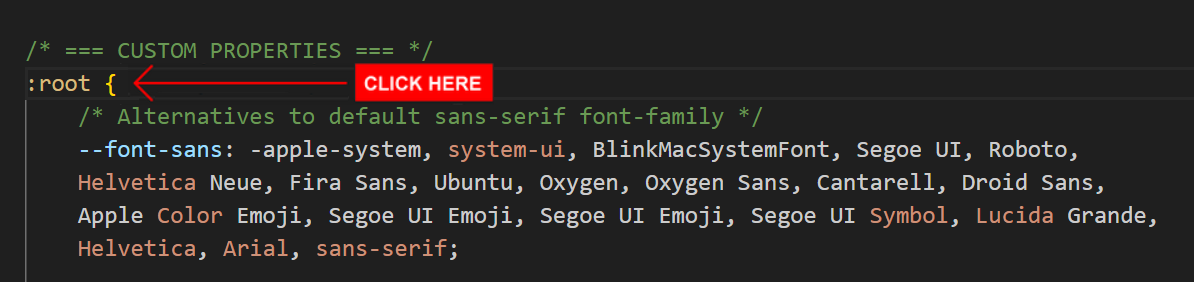 /* === CUSTOM PROPERTIES === */
:root {
CLICK HERE
/* Alternatives to default sans-serif font-family */
--font-sans: -apple-system, system-ui, BlinkMacSystemFont, Segoe UI, Roboto,
Helvetica Neue, Fira Sans, Ubuntu, Oxygen, Oxygen Sans, Cantarell, Droid Sans,
Apple Color Emoji, Segoe UI Emoji, Segoe UI Emoji, Segoe UI Symbol, Lucida Grande,
Helvetica, Arial, sans-serif;